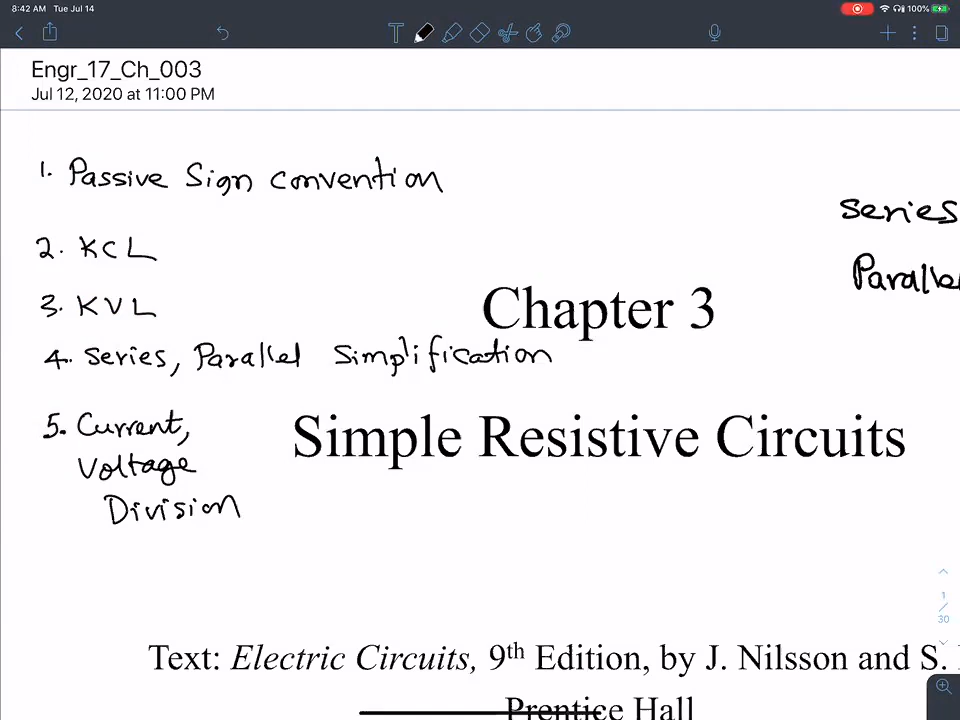 8:42 AM Tue Jul 14
100%
Engr_17_Ch_003
Jul 12, 2020 at 11:00 PM
1. Passive Sign convention
series
2. KCL
Parallel
3. KVL
Chapter 3
4. Series, Parallel Simplification
5. Current,
Simple Resistive Circuits
Voltage
Division
1
/
30
Text: Electric Circuits, 9th Edition, by J. Nilsson and S.
Prentice Hall